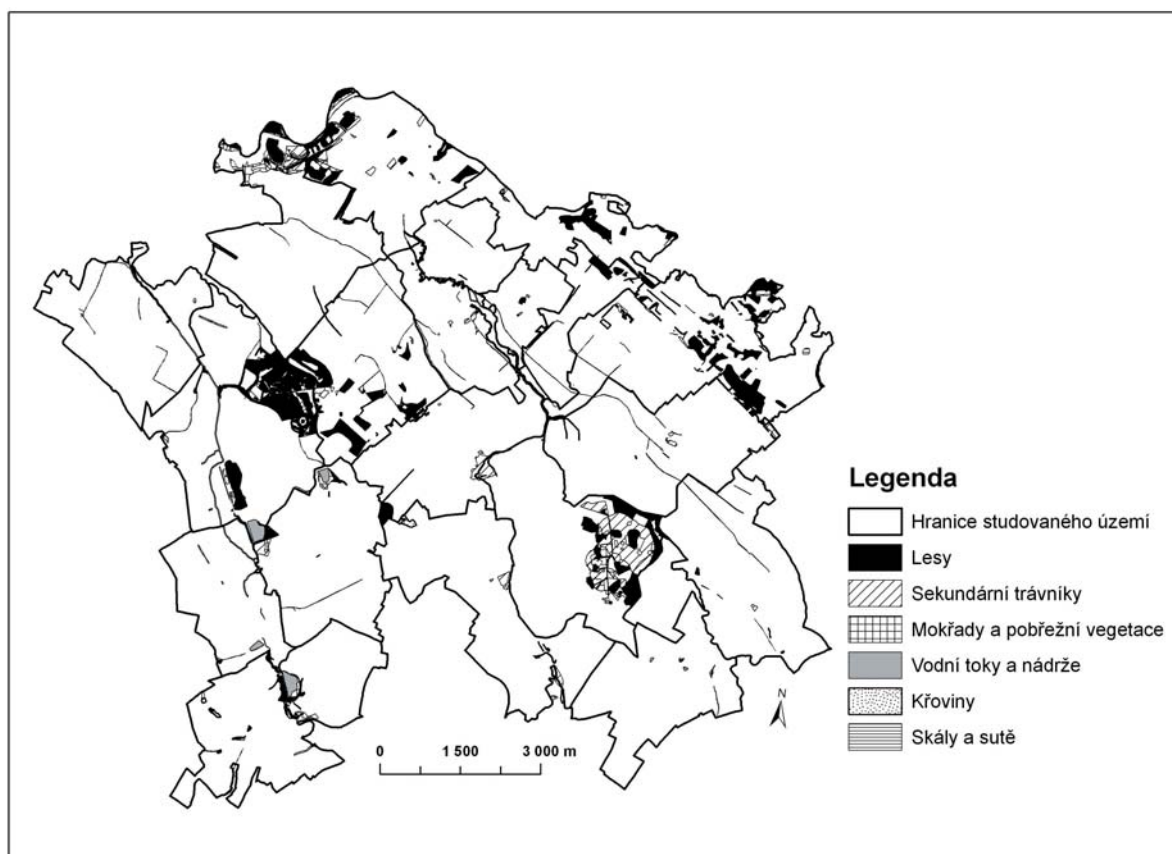 Legenda
Hranice studovaného území
Lesy
Sekundární trávníky
Mokřady a pobřežní vegetace
Vodní toky a nádrže
Křoviny
Skály a sutě
N
0 1 500 3 000 m